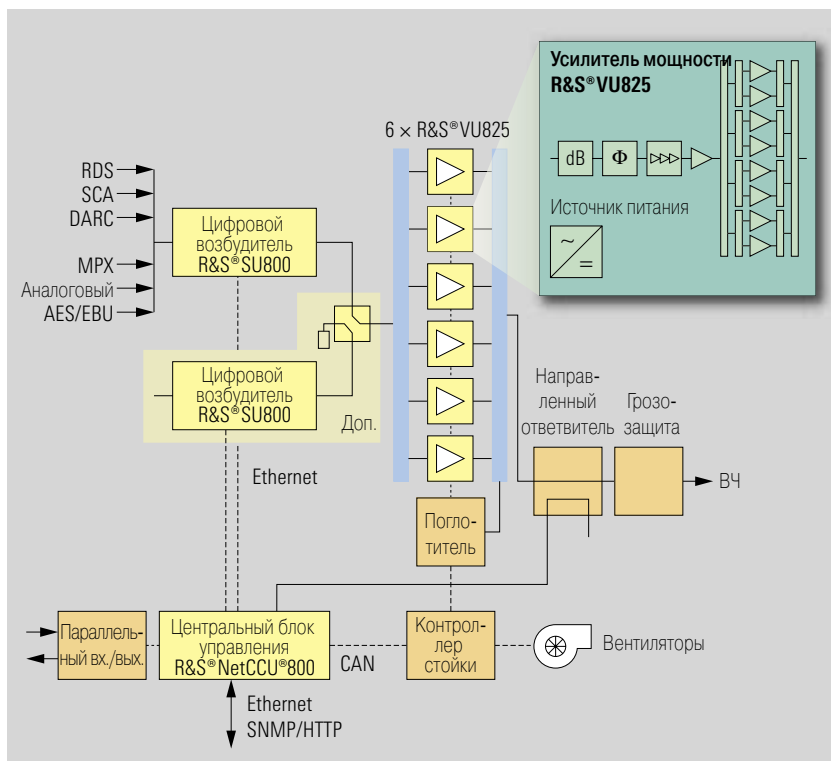 Усилитель мощности
R&S®VU825
dB
Φ
Источник питания
~
=
6 × R&S®VU825
RDS
SCA
DARC
MPX
Аналоговый
AES/EBU
Цифровой
возбудитель
R&S®SU800
Цифровой
возбудитель
R&S®SU800
Доп.
Ethernet
Направ-
ленный
ответвитель
Грозо-
защита
ВЧ
Погло-
титель
Параллель-
ный вх./вых.
Центральный блок
управления
R&S®NetCCU®800
CAN
Контрол-
лер
стойки
Вентиляторы
Ethernet
SNMP/HTTP